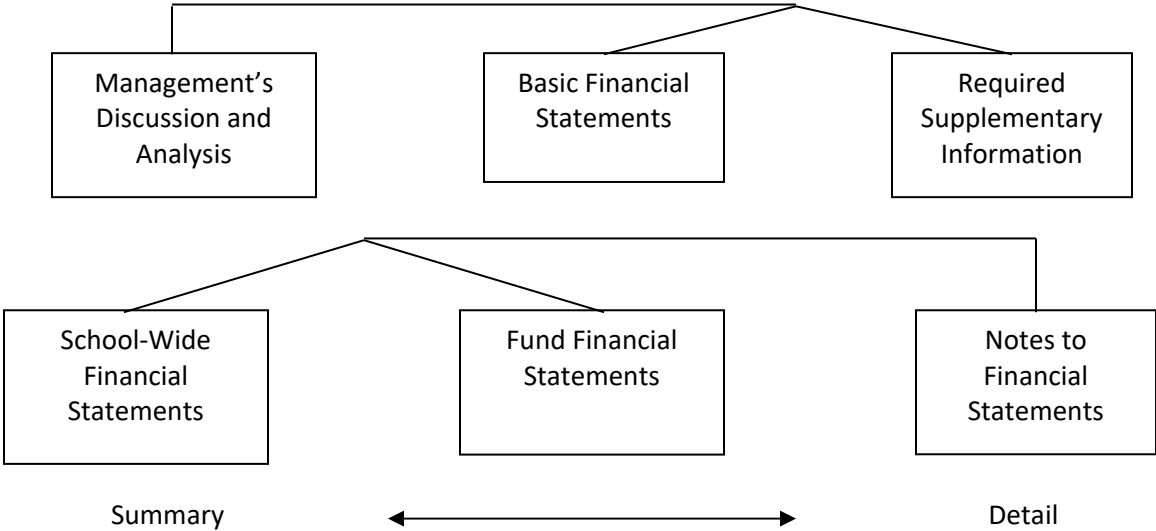 Management’s
Discussion and
Analysis
Basic Financial
Statements
Required
Supplementary
Information
School-Wide
Financial
Statements
Fund Financial
Statements
Notes to
Financial
Statements
Summary
Detail